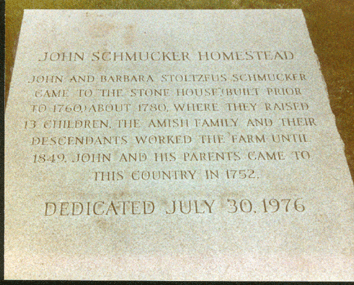 JOHN SCHMUCKER HOMESTEAD
JOHN AND BARBARA STOLTZFUS SCHMUCKER
CAME TO THE STONE HOUSE (BUILT PRIOR
TO 1760) ABOUT 1780, WHERE THEY RAISED
13 CHILDREN. THE AMISH FAMILY AND THEIR
DESCENDANTS WORKED THE FARM UNTIL
1849. JOHN AND HIS PARENTS CAME TO
THIS COUNTRY IN 1752.
DEDICATED JULY 30, 1976